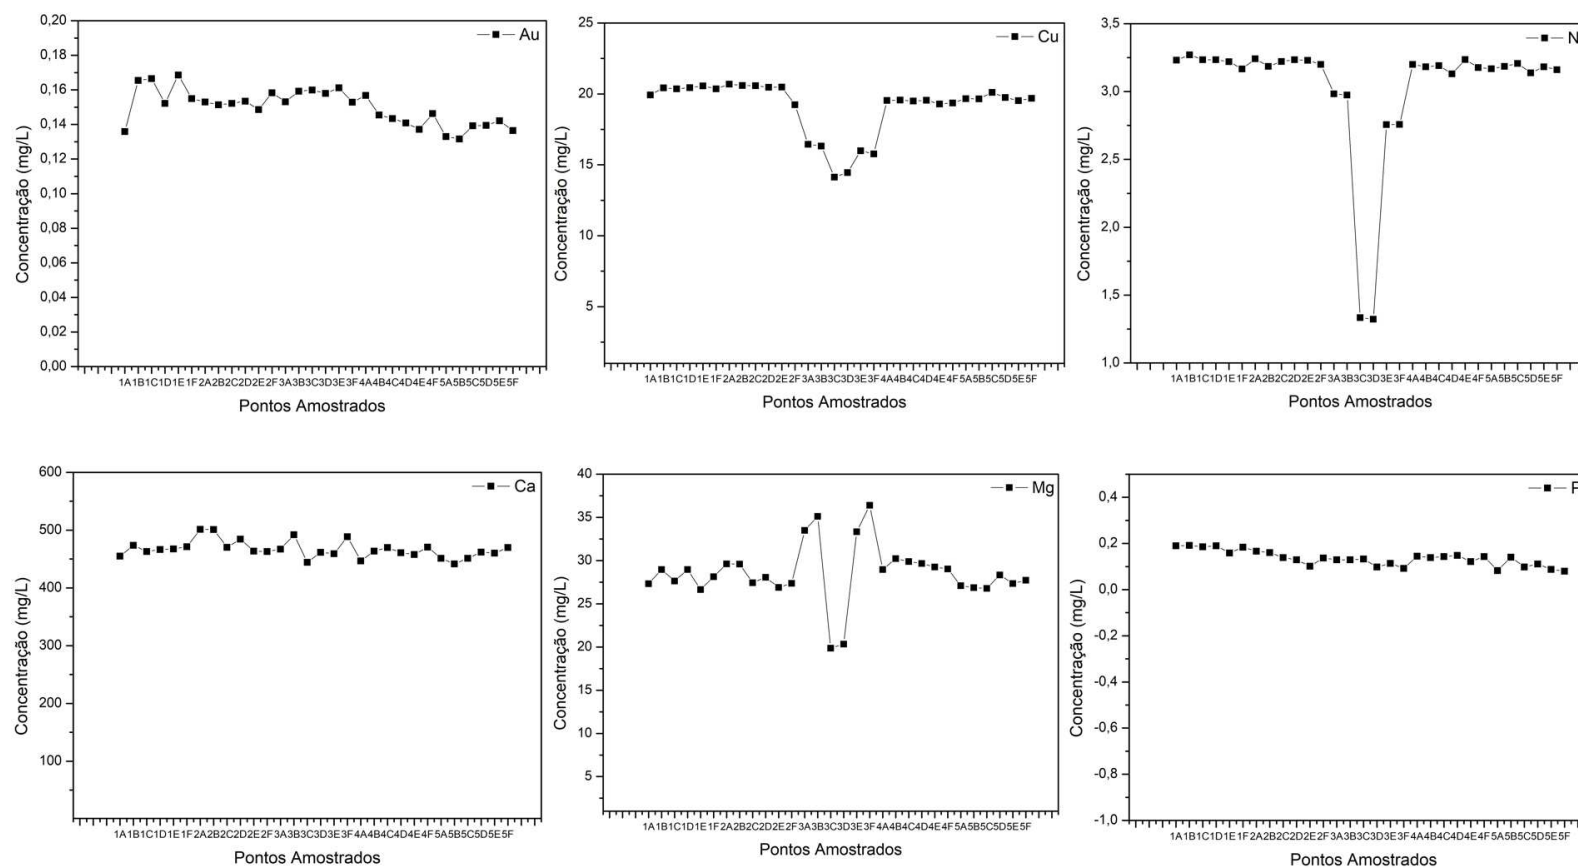 Au
Concentração (mg/L)
0,20
0,18
0,16
0,14
0,12
0,10
0,08
0,06
0,04
0,02
0,00
1A1B1C1D1E1F2A2B2C2D2E2F3A3B3C3D3E3F4A4B4C4D4E4F5A5B5C5D5E5F
Pontos Amostrados
Cu
Concentração (mg/L)
25
20
15
10
5
1A1B1C1D1E1F2A2B2C2D2E2F3A3B3C3D3E3F4A4B4C4D4E4F5A5B5C5D5E5F
Pontos Amostrados
N
Concentração (mg/L)
3,5
3,0
2,5
2,0
1,5
1,0
1A1B1C1D1E1F2A2B2C2D2E2F3A3B3C3D3E3F4A4B4C4D4E4F5A5B5C5D5E5F
Pontos Amostrados
Ca
Concentração (mg/L)
600
500
400
300
200
100
1A1B1C1D1E1F2A2B2C2D2E2F3A3B3C3D3E3F4A4B4C4D4E4F5A5B5C5D5E5F
Pontos Amostrados
Mg
Concentração (mg/L)
40
35
30
25
20
15
10
5
1A1B1C1D1E1F2A2B2C2D2E2F3A3B3C3D3E3F4A4B4C4D4E4F5A5B5C5D5E5F
Pontos Amostrados
Concentração (mg/L)
0,4
0,2
0,0
-0,2
-0,4
-0,6
-0,8
-1,0
1A1B1C1D1E1F2A2B2C2D2E2F3A3B3C3D3E3F4A4B4C4D4E4F5A5B5C5D5E5F
Pontos Amostrados